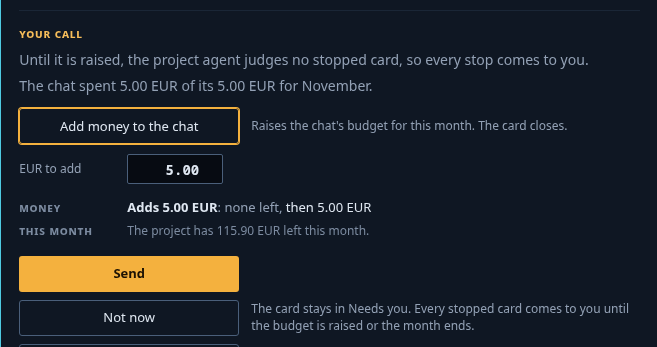 YOUR CALL
Until it is raised, the project agent judges no stopped card, so every stop comes to you.
The chat spent 5.00 EUR of its 5.00 EUR for November.
Add money to the chat
Raises the chat's budget for this month. The card closes.
EUR to add
5.00
MONEY
Adds 5.00 EUR: none left, then 5.00 EUR
THIS MONTH
The project has 115.90 EUR left this month.
Send
Not now
The card stays in Needs you. Every stopped card comes to you until
the budget is raised or the month ends.